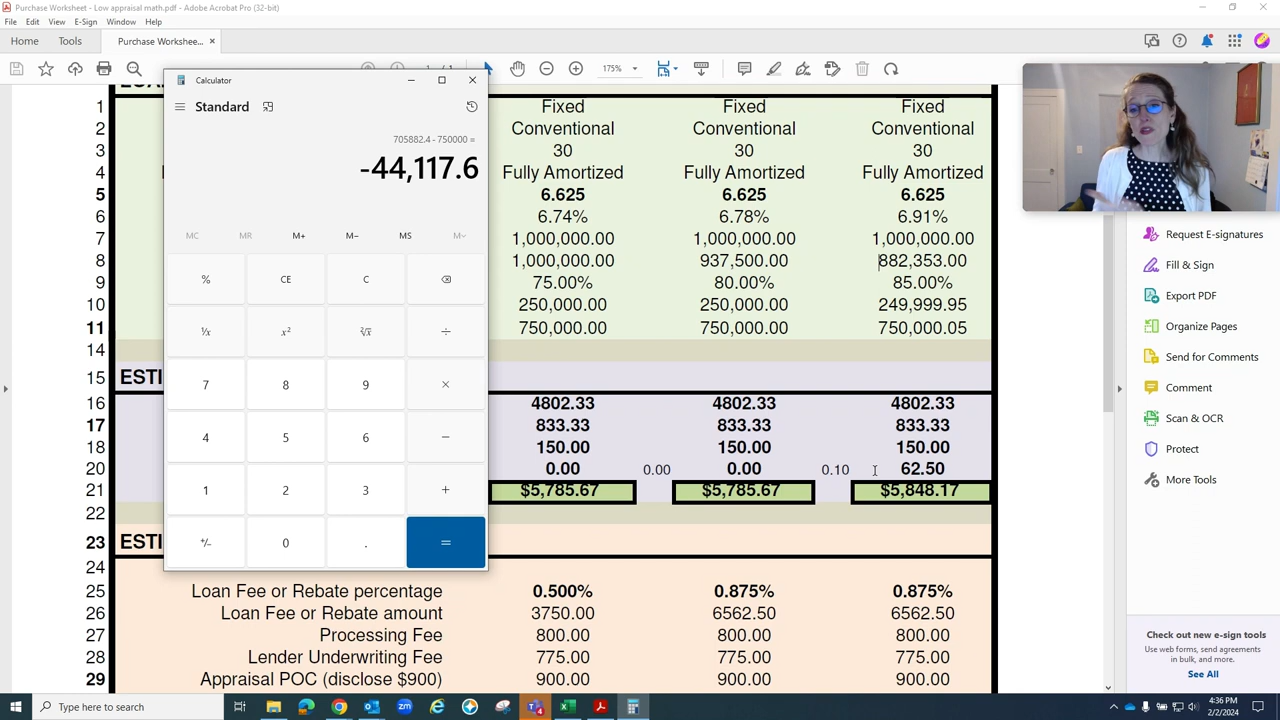 Purchase Worksheet - Low appraisal math.pdf - Adobe Acrobat Pro (32-bit)
File Edit View E-Sign Window Help
Home Tools Purchase Workshee... ×
175%
Calculator
Standard
705882.4 - 750000 =
-44,117.6
MC MR M+ M− MS M˅
% CE C
¹/x x² ²√x ÷
7 8 9 ×
4 5 6 −
1 2 3 +
+/− 0 . =
1 Fixed Fixed Fixed
2 Conventional Conventional Conventional
3 30 30 30
4 Fully Amortized Fully Amortized Fully Amortized
5 6.625 6.625 6.625
6 6.74% 6.78% 6.91%
7 1,000,000.00 1,000,000.00 1,000,000.00
8 1,000,000.00 937,500.00 882,353.00
9 75.00% 80.00% 85.00%
10 250,000.00 250,000.00 249,999.95
11 750,000.00 750,000.00 750,000.05
14
15 ESTI
16 4802.33 4802.33 4802.33
17 833.33 833.33 833.33
18 150.00 150.00 150.00
20 0.00 0.00 0.00 0.10 62.50
21 $5,785.67 $5,785.67 $5,848.17
22
23 ESTI
24
25 Loan Fee or Rebate percentage 0.500% 0.875% 0.875%
26 Loan Fee or Rebate amount 3750.00 6562.50 6562.50
27 Processing Fee 800.00 800.00 800.00
28 Lender Underwriting Fee 775.00 775.00 775.00
29 Appraisal POC (disclose $900) 900.00 900.00 900.00
Request E-signatures
Fill & Sign
Export PDF
Organize Pages
Send for Comments
Comment
Scan & OCR
Protect
More Tools
Check out new e-sign tools
Use web forms, send agreements
in bulk, and more.
See All
Type here to search
4:36 PM
2/2/2024